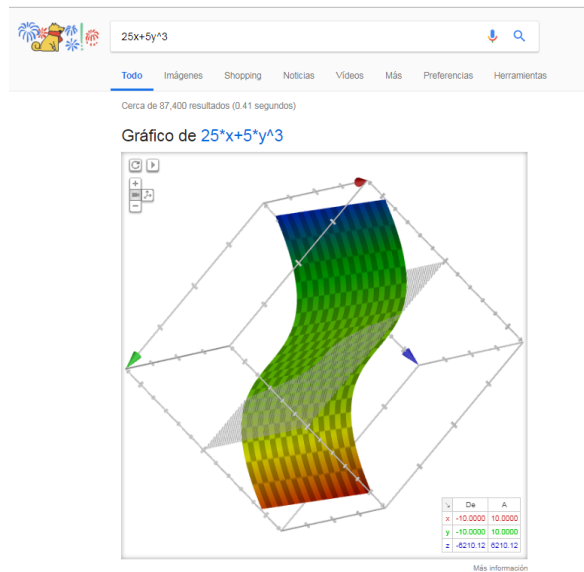 25x+5y^3
Todo Imágenes Shopping Noticias Vídeos Más Preferencias Herramientas
Cerca de 87,400 resultados (0.41 segundos)
Gráfico de 25*x+5*y^3
De A
x -10.0000 10.0000
y -10.0000 10.0000
z -6210.12 6210.12
Más información